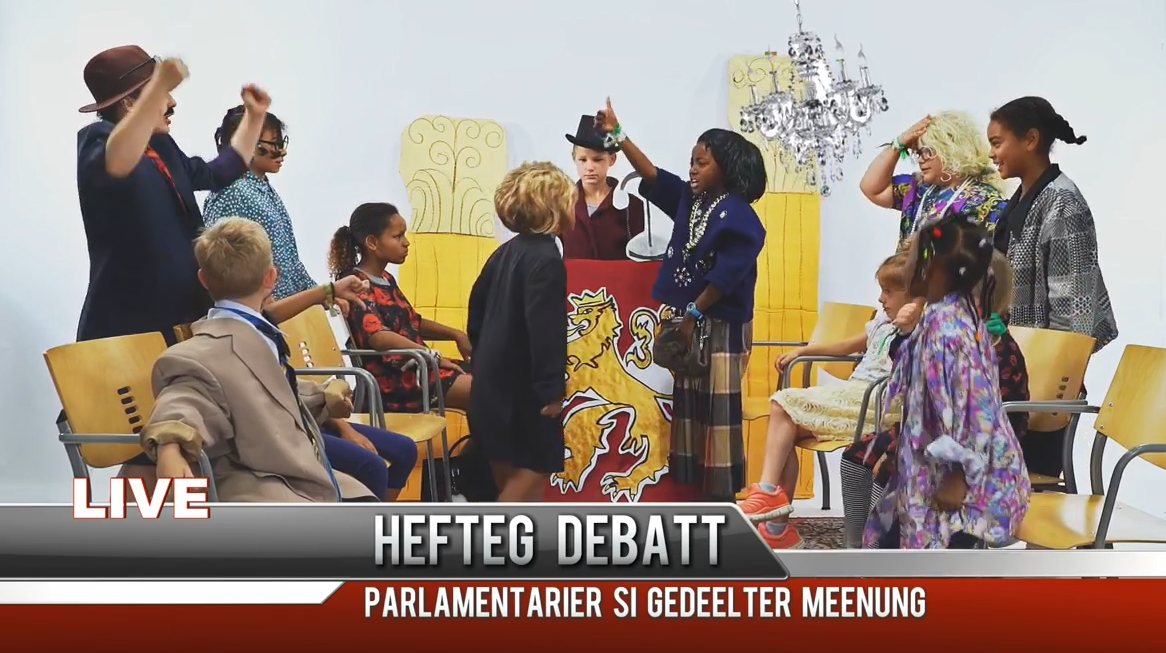 LIVE
HEFTEG DEBATT
PARLAMENTARIER SI GEDEELTER MEENUNG